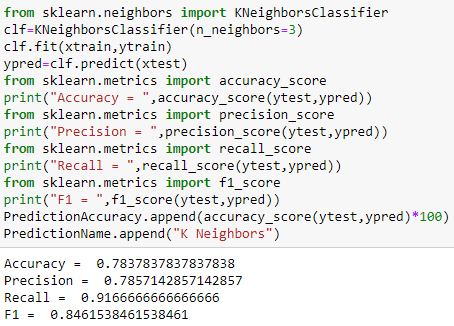 from sklearn.neighbors import KNeighborsClassifier
clf=KNeighborsClassifier(n_neighbors=3)
clf.fit(xtrain,ytrain)
ypred=clf.predict(xtest)
from sklearn.metrics import accuracy_score
print("Accuracy = ",accuracy_score(ytest,ypred))
from sklearn.metrics import precision_score
print("Precision = ",precision_score(ytest,ypred))
from sklearn.metrics import recall_score
print("Recall = ",recall_score(ytest,ypred))
from sklearn.metrics import f1_score
print("F1 = ",f1_score(ytest,ypred))
PredictionAccuracy.append(accuracy_score(ytest,ypred)*100)
PredictionName.append("K Neighbors")
Accuracy =  0.7837837837837838
Precision =  0.7857142857142857
Recall =  0.9166666666666666
F1 =  0.8461538461538461